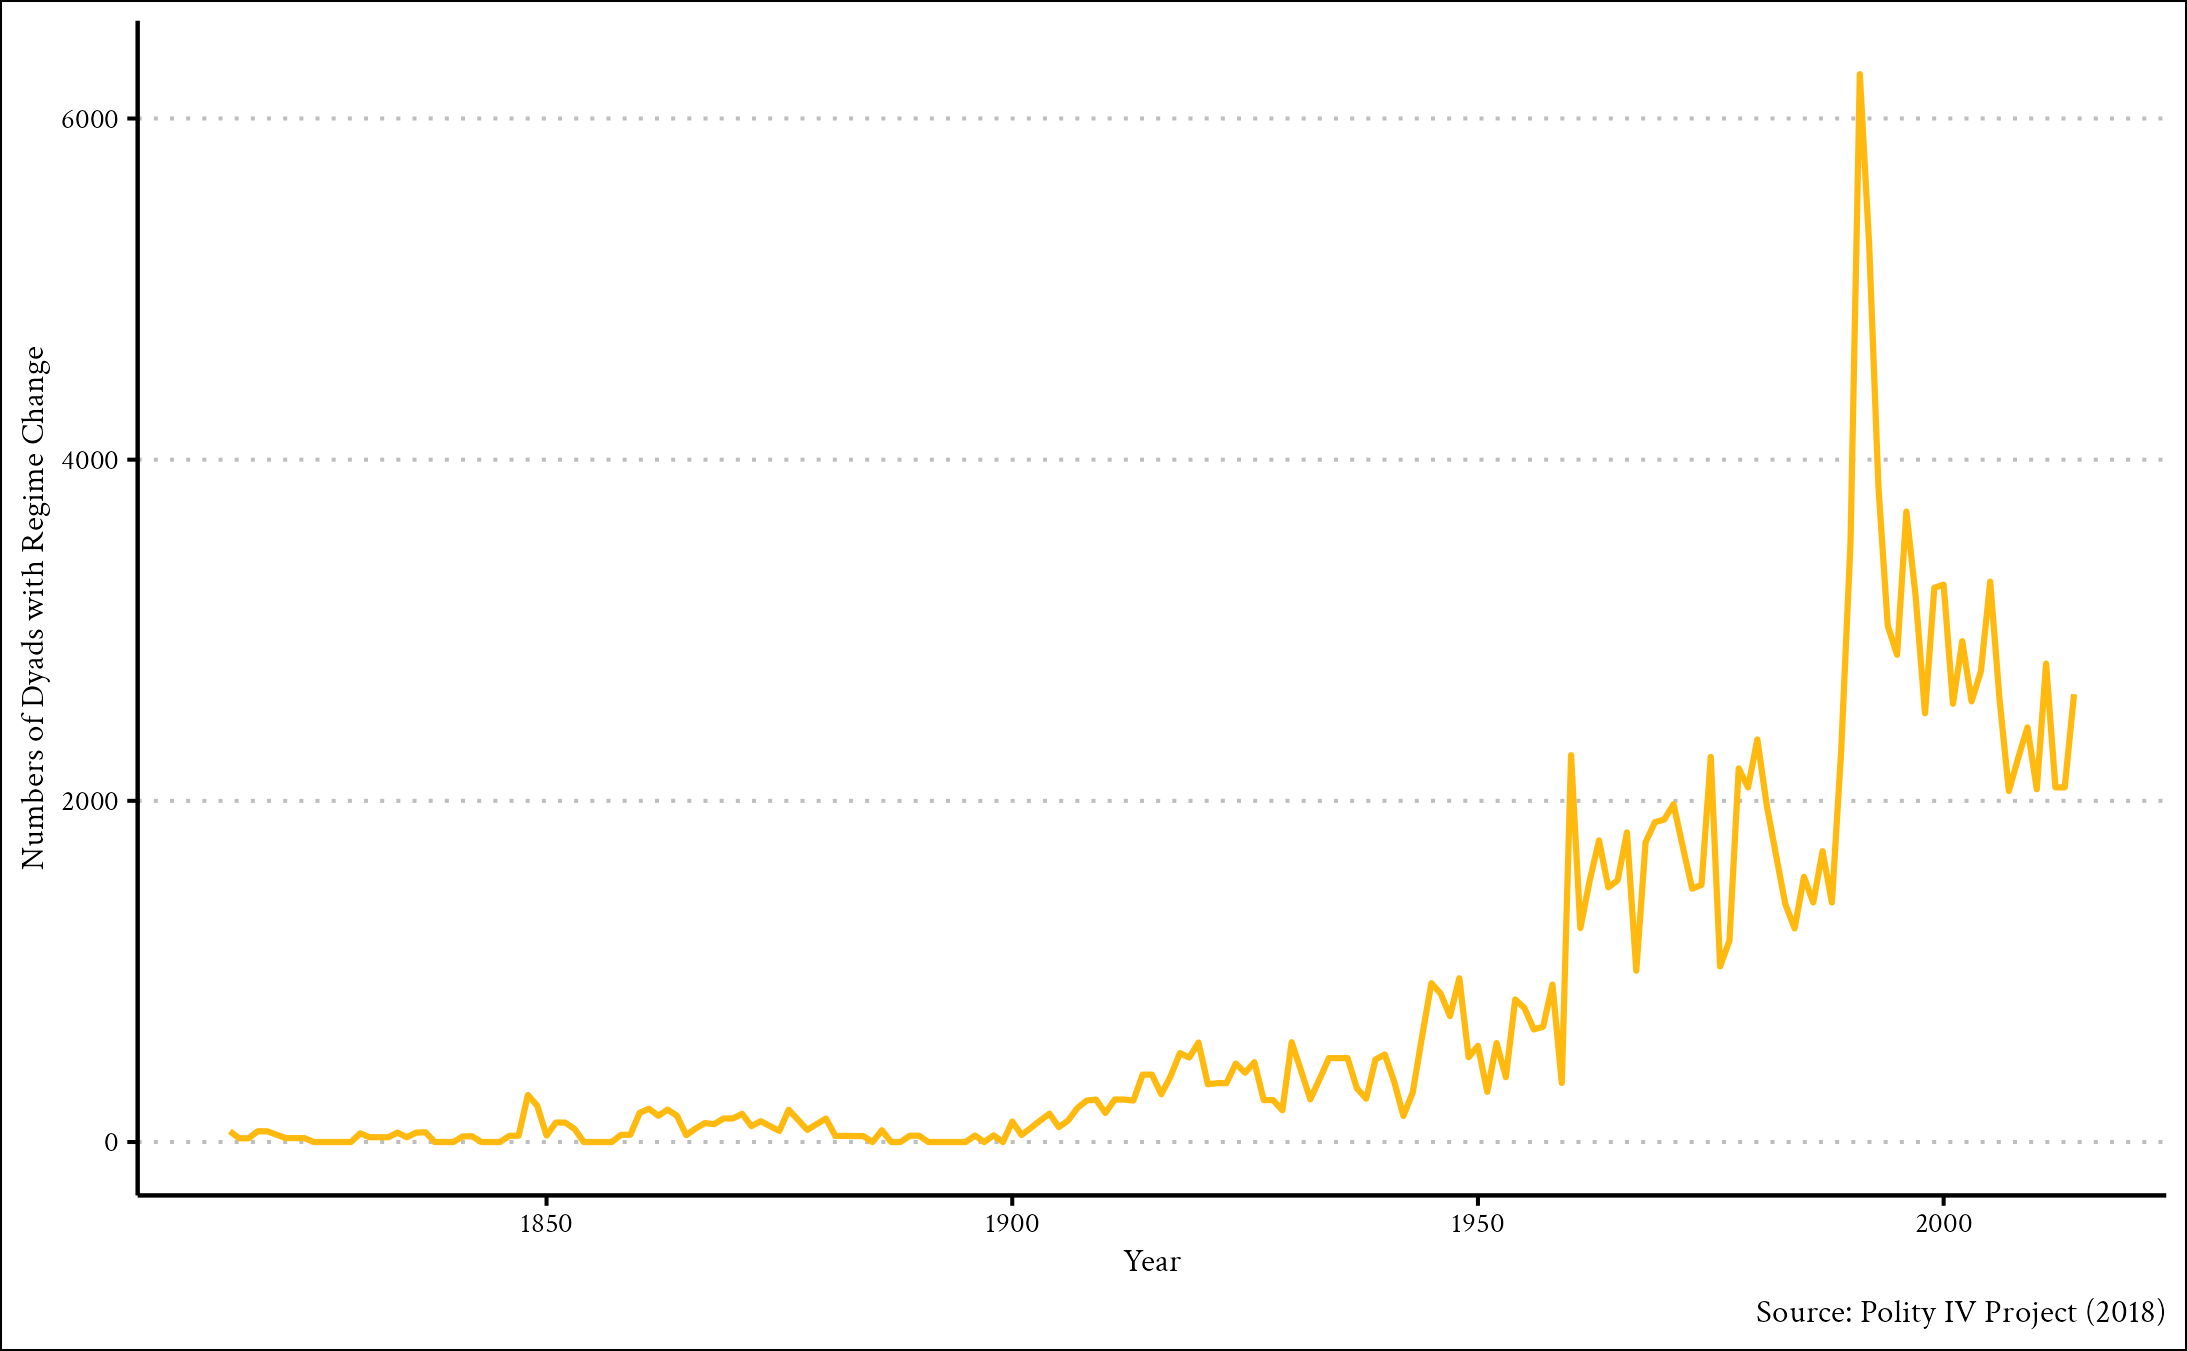 Numbers of Dyads with Regime Change
6000
4000
2000
0
1850 1900 1950 2000
Year
Source: Polity IV Project (2018)